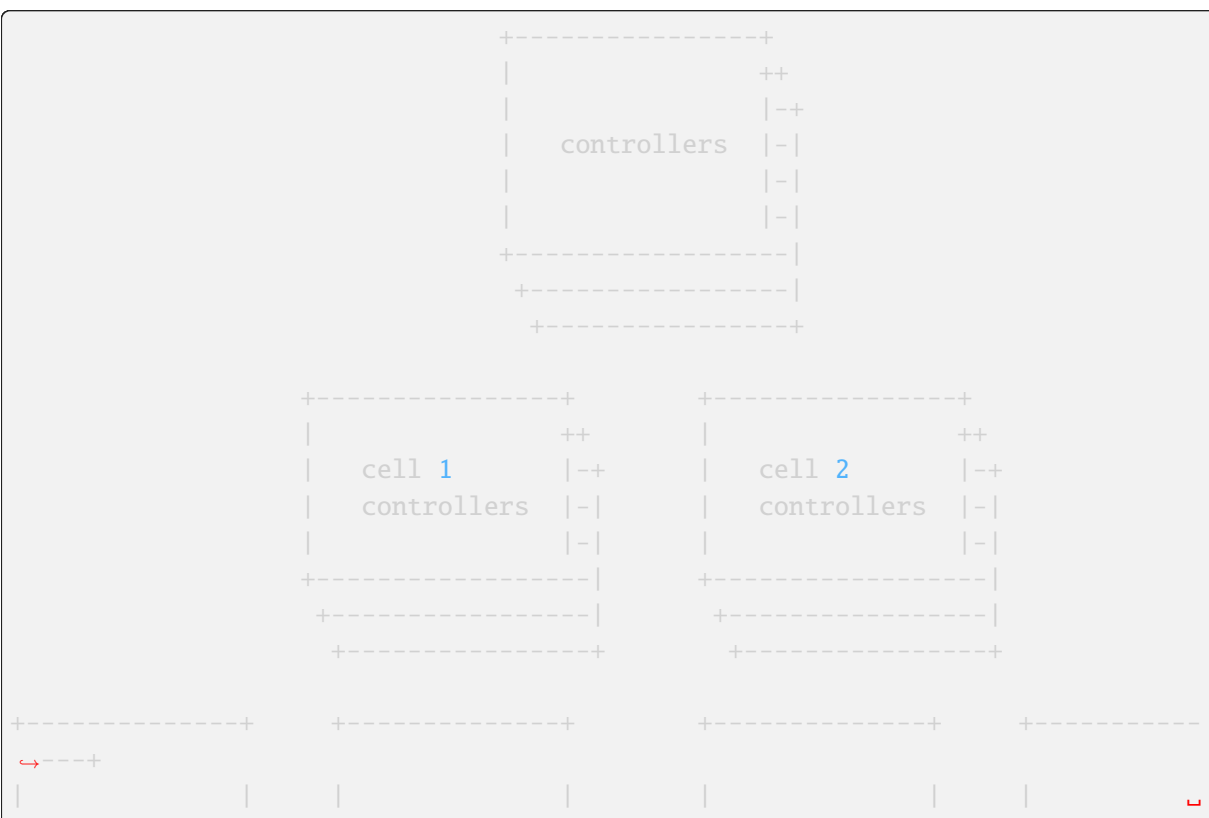 +-----------------+
|                 ++
|                 |-+
|   controllers   |-|
|                 |-|
|                 |-|
+------------------|
 +-----------------|
  +-----------------+
+-----------------+        +-----------------+
|                 ++       |                 ++
|   cell 1        |-+      |   cell 2        |-+
|   controllers   |-|      |   controllers   |-|
|                 |-|      |                 |-|
+------------------|       +------------------|
 +-----------------|        +-----------------|
  +-----------------+        +-----------------+
+---------------+     +---------------+        +---------------+     +-----------
↪----+
|               |     |               |        |               |     |          ␣